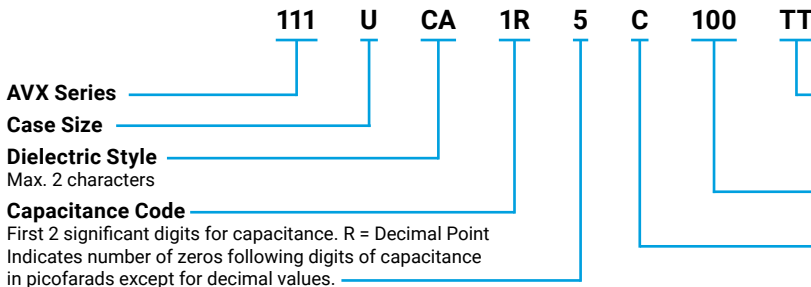 111 U CA 1R 5 C 100 TT
AVX Series
Case Size
Dielectric Style
Max. 2 characters
Capacitance Code
First 2 significant digits for capacitance. R = Decimal Point
Indicates number of zeros following digits of capacitance
in picofarads except for decimal values.